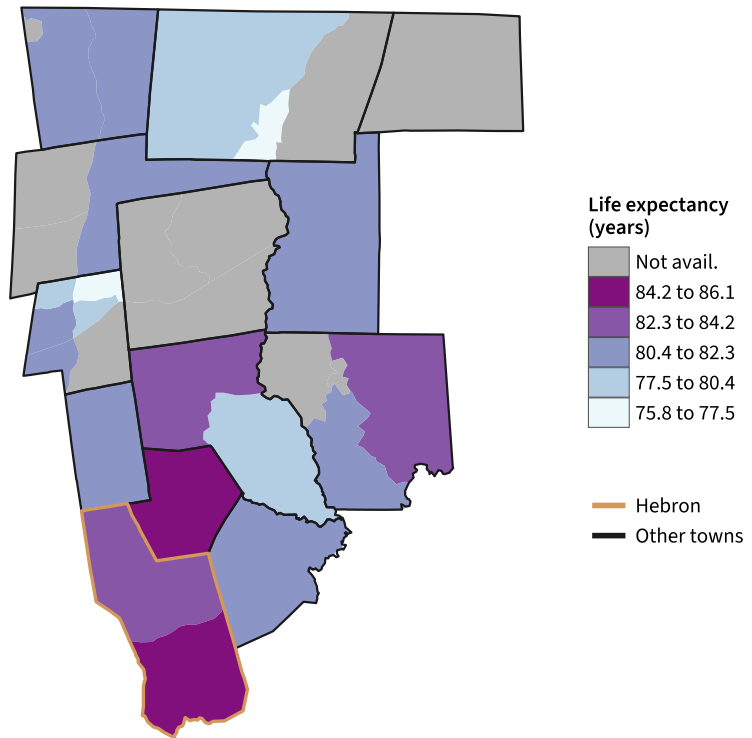 Life expectancy
(years)
Not avail.
84.2 to 86.1
82.3 to 84.2
80.4 to 82.3
77.5 to 80.4
75.8 to 77.5
Hebron
Other towns